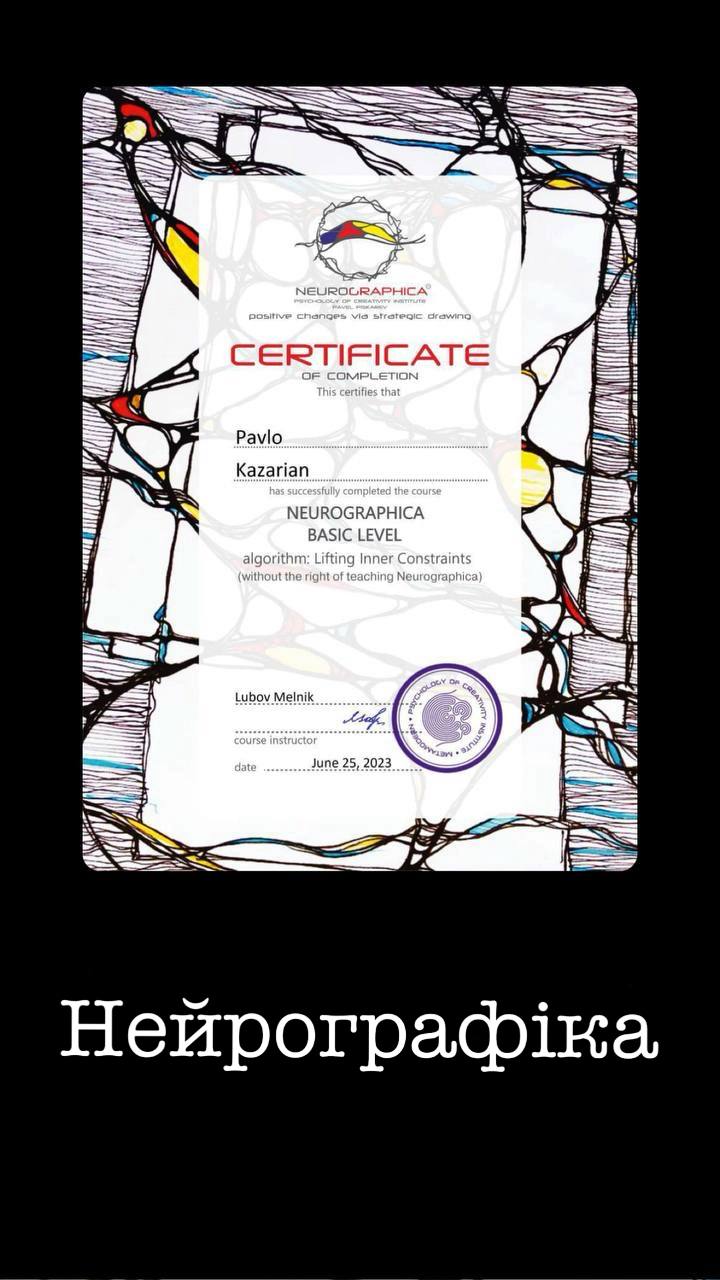 NEUROGRAPHICA®
PSYCHOLOGY OF CREATIVITY INSTITUTE
PAVEL PISKAREV
positive changes via strategic drawing
CERTIFICATE
OF COMPLETION
This certifies that
Pavlo
Kazarian
has successfully completed the course
NEUROGRAPHICA
BASIC LEVEL
algorithm: Lifting Inner Constraints
(without the right of teaching Neurographica)
Lubov Melnik
course instructor
date June 25, 2023
PSYCHOLOGY OF CREATIVITY INSTITUTE • METAMODERN •
Нейрографіка